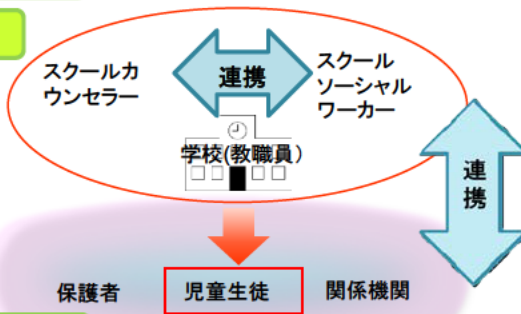 スクールカ
ウンセラー
連携
スクール
ソーシャル
ワーカー
学校(教職員)
連
携
保護者
児童生徒
関係機関